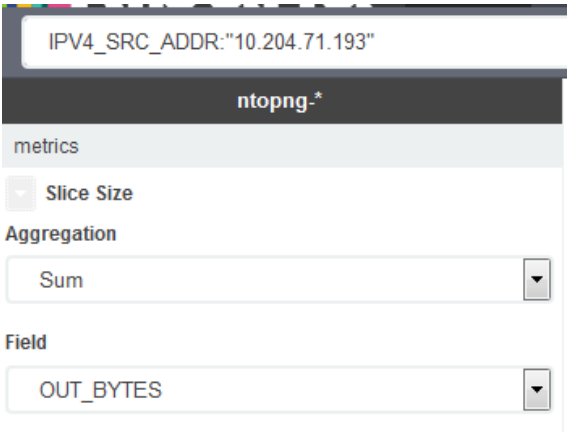 IPV4_SRC_ADDR:"10.204.71.193"
ntopng-*
metrics
Slice Size
Aggregation
Sum
Field
OUT_BYTES